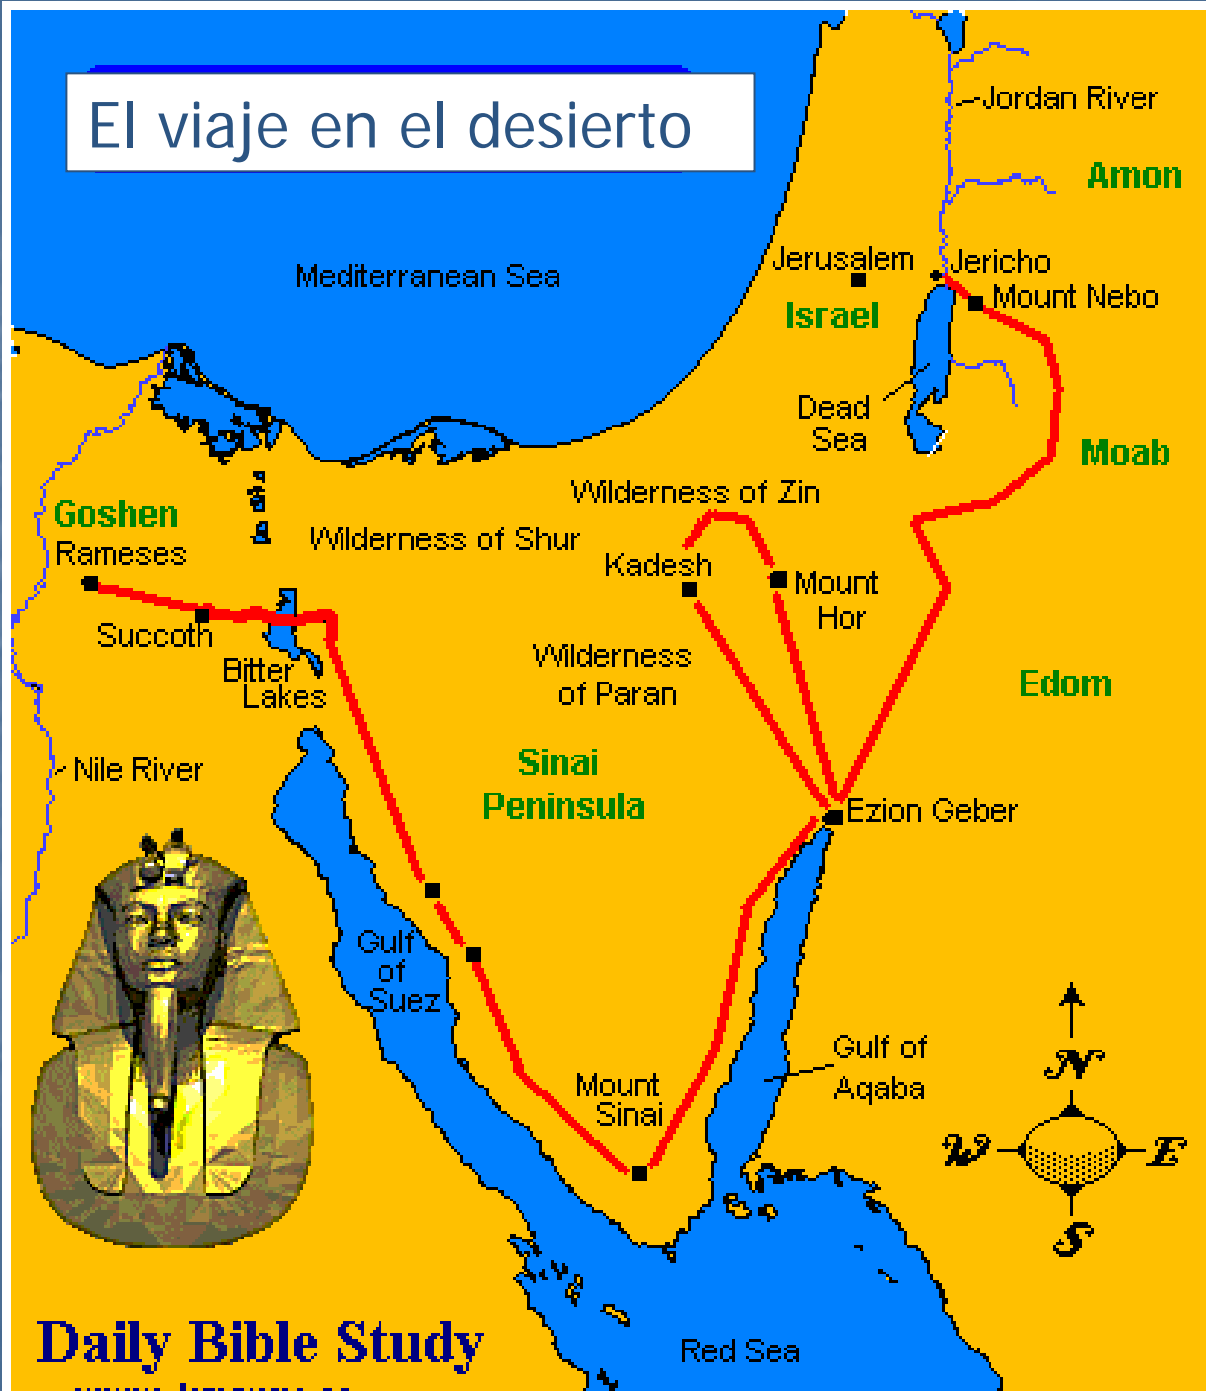 El viaje en el desierto
Jordan River
Amon
Mediterranean Sea
Jerusalem
Jericho
Mount Nebo
Israel
Dead
Sea
Moab
Wilderness of Zin
Goshen
Rameses
Wilderness of Shur
Kadesh
Mount
Hor
Succoth
Bitter
Lakes
Wilderness
of Paran
Edom
Nile River
Sinai
Peninsula
Ezion Geber
Gulf
of
Suez
Gulf of
Aqaba
Mount
Sinai
N
W
E
S
Daily Bible Study
Red Sea